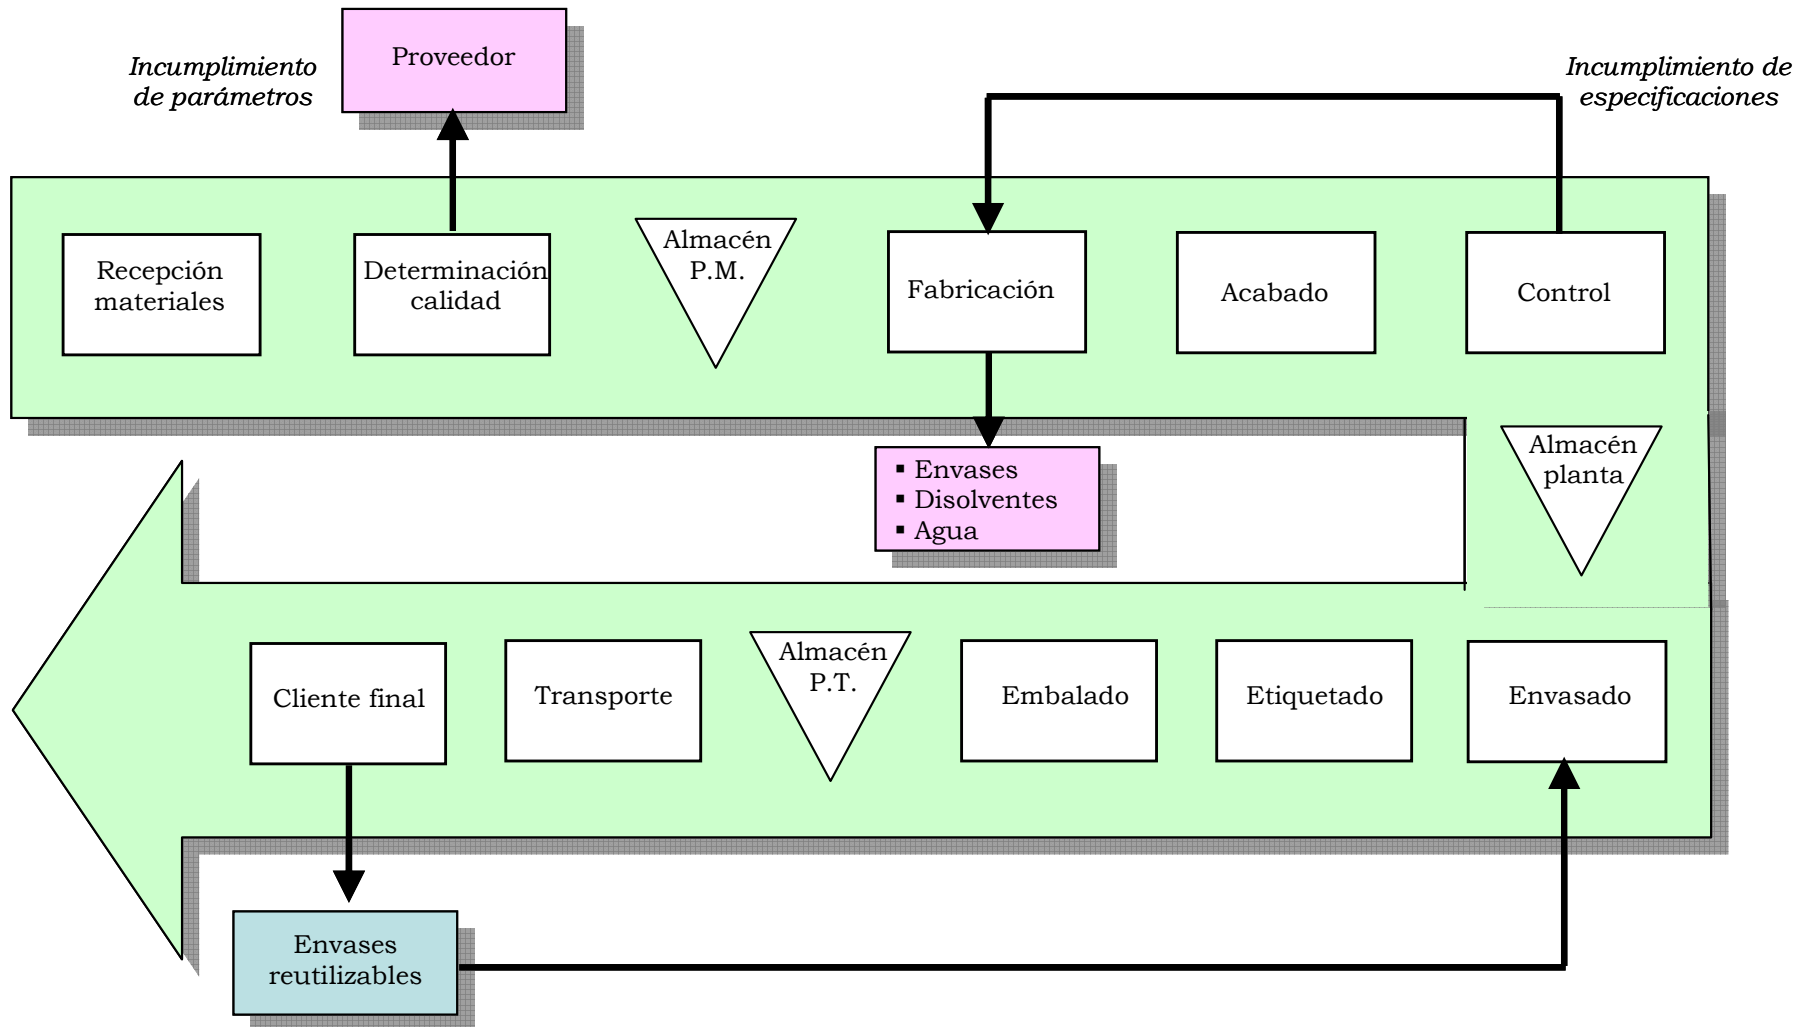 Proveedor
Incumplimiento
de parámetros
Incumplimiento de
especificaciones
Recepción
materiales
Determinación
calidad
Almacén
P.M.
Fabricación
Acabado
Control
▪ Envases
▪ Disolventes
▪ Agua
Almacén
planta
Cliente final
Transporte
Almacén
P.T.
Embalado
Etiquetado
Envasado
Envases
reutilizables